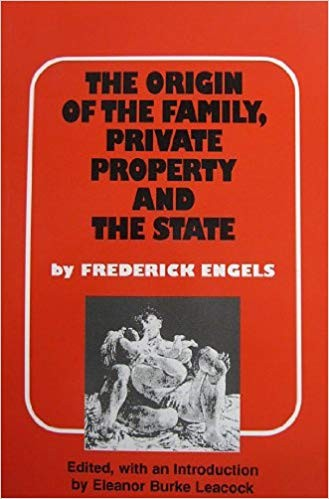 THE ORIGIN
OF THE FAMILY,
PRIVATE
PROPERTY
AND
THE STATE
by FREDERICK ENGELS
Edited, with an Introduction
by Eleanor Burke Leacock